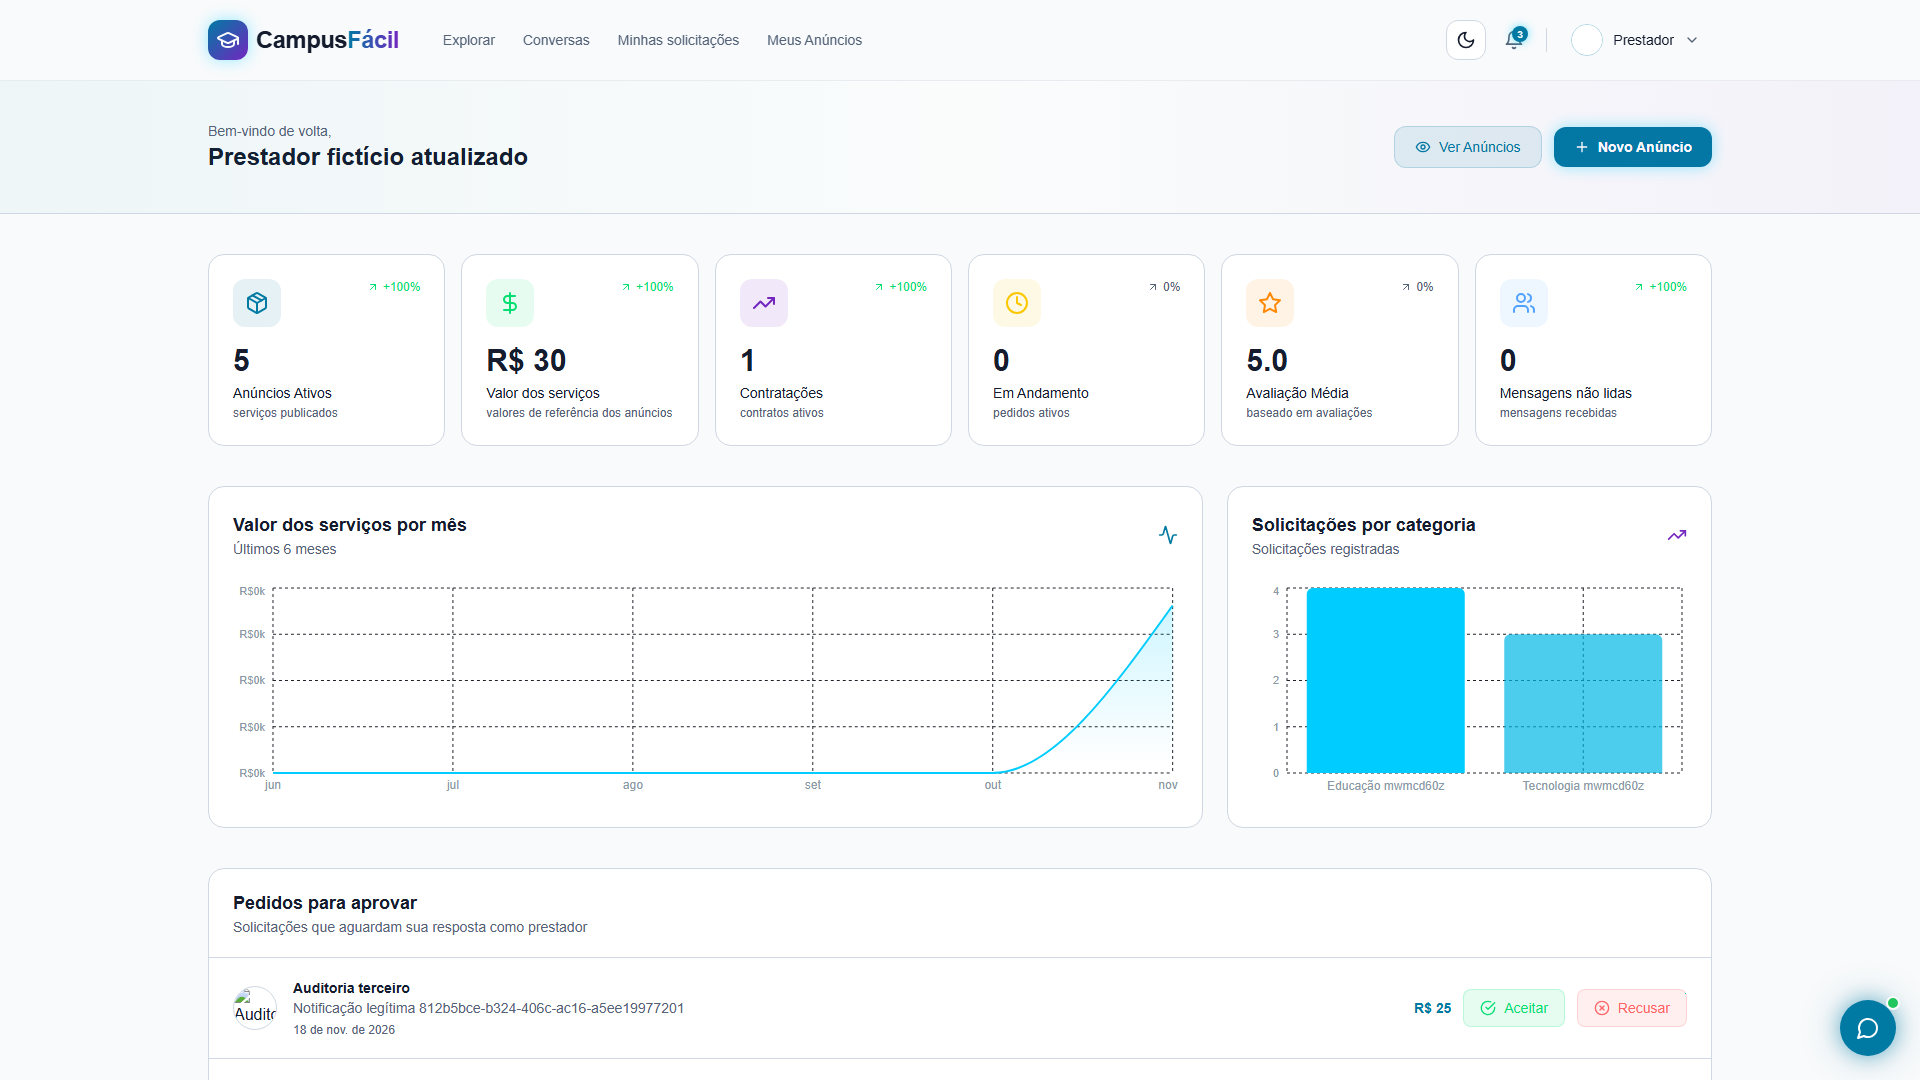 CampusFácil
Explorar
Conversas
Minhas solicitações
Meus Anúncios
3
Prestador
Bem-vindo de volta,
Prestador fictício atualizado
Ver Anúncios
Novo Anúncio
+100%
5
Anúncios Ativos
serviços publicados
+100%
R$ 30
Valor dos serviços
valores de referência dos anúncios
+100%
1
Contratações
contratos ativos
0%
0
Em Andamento
pedidos ativos
0%
5.0
Avaliação Média
baseado em avaliações
+100%
0
Mensagens não lidas
mensagens recebidas
Valor dos serviços por mês
Últimos 6 meses
R$0k
R$0k
R$0k
R$0k
R$0k
jun
jul
ago
set
out
nov
Solicitações por categoria
Solicitações registradas
4
3
2
1
0
Educação mwmcd60z
Tecnologia mwmcd60z
Pedidos para aprovar
Solicitações que aguardam sua resposta como prestador
Audito
Auditoria terceiro
Notificação legítima 812b5bce-b324-406c-ac16-a5ee19977201
18 de nov. de 2026
R$ 25
Aceitar
Recusar